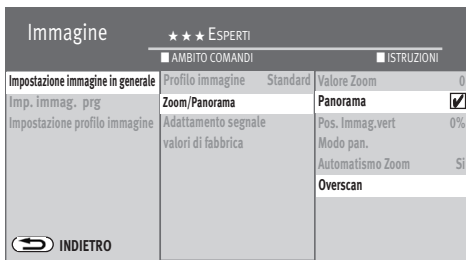 Immagine
★★★ ESPERTI
AMBITO COMANDI
ISTRUZIONI
Impostazione immagine in generale
Imp. immag. prg
Impostazione profilo immagine
Profilo immagine Standard
Zoom/Panorama
Adattamento segnale
valori di fabbrica
Valore Zoom 0
Panorama
Pos. Immag.vert 0%
Modo pan.
Automatismo Zoom Si
Overscan
INDIETRO